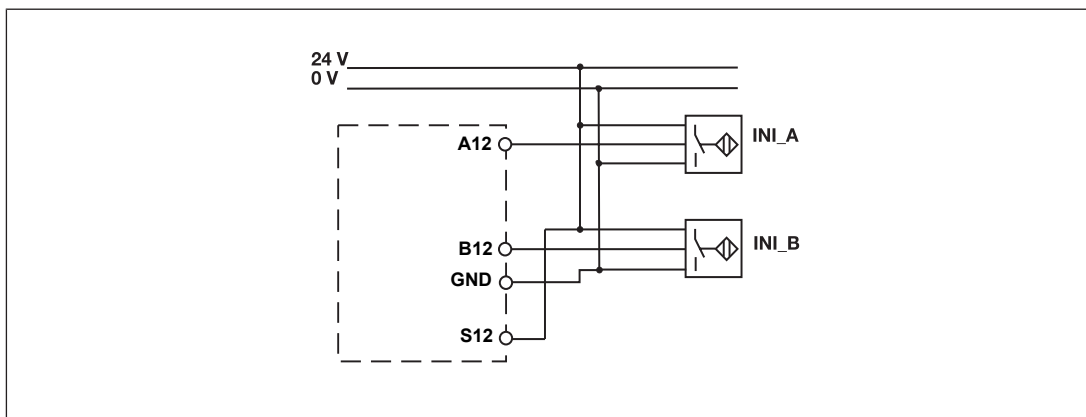 24 V
0 V
A12
INI_A
B12
INI_B
GND
S12